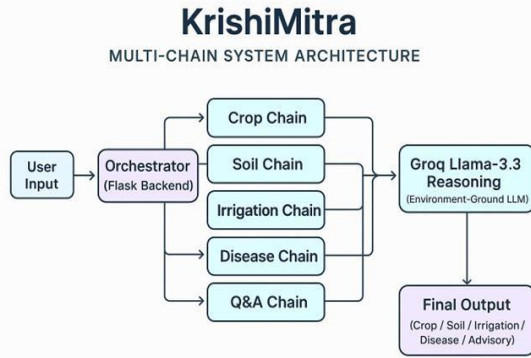 KrishiMitra
MULTI-CHAIN SYSTEM ARCHITECTURE
User
Input
Orchestrator
(Flask Backend)
Crop Chain
Soil Chain
Irrigation Chain
Disease Chain
Q&A Chain
Groq Llama-3.3
Reasoning
(Environment-Ground LLM)
Final Output
(Crop / Soil / Irrigation /
Disease / Advisory)